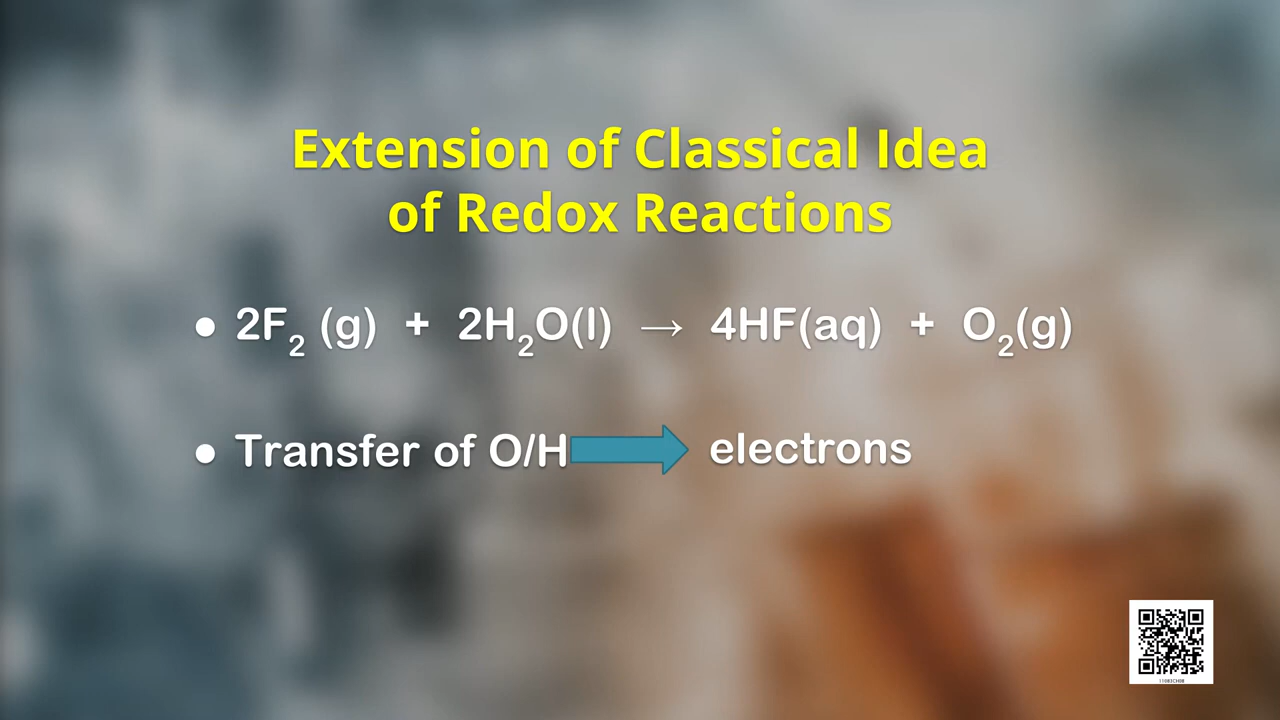 Extension of Classical Idea
of Redox Reactions
● 2F₂ (g) + 2H₂O(l) → 4HF(aq) + O₂(g)
● Transfer of O/H electrons